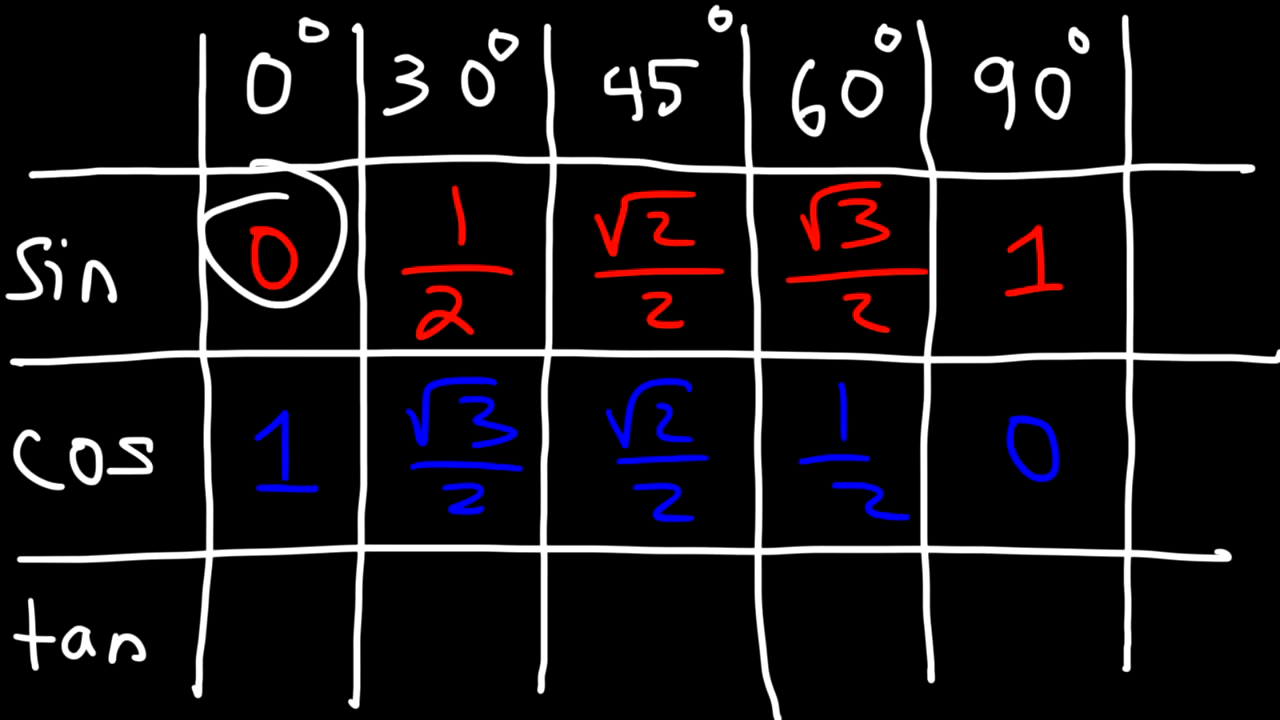 0° 30° 45° 60° 90°
sin 0 1/2 √2/2 √3/2 1
cos 1 √3/2 √2/2 1/2 0
tan